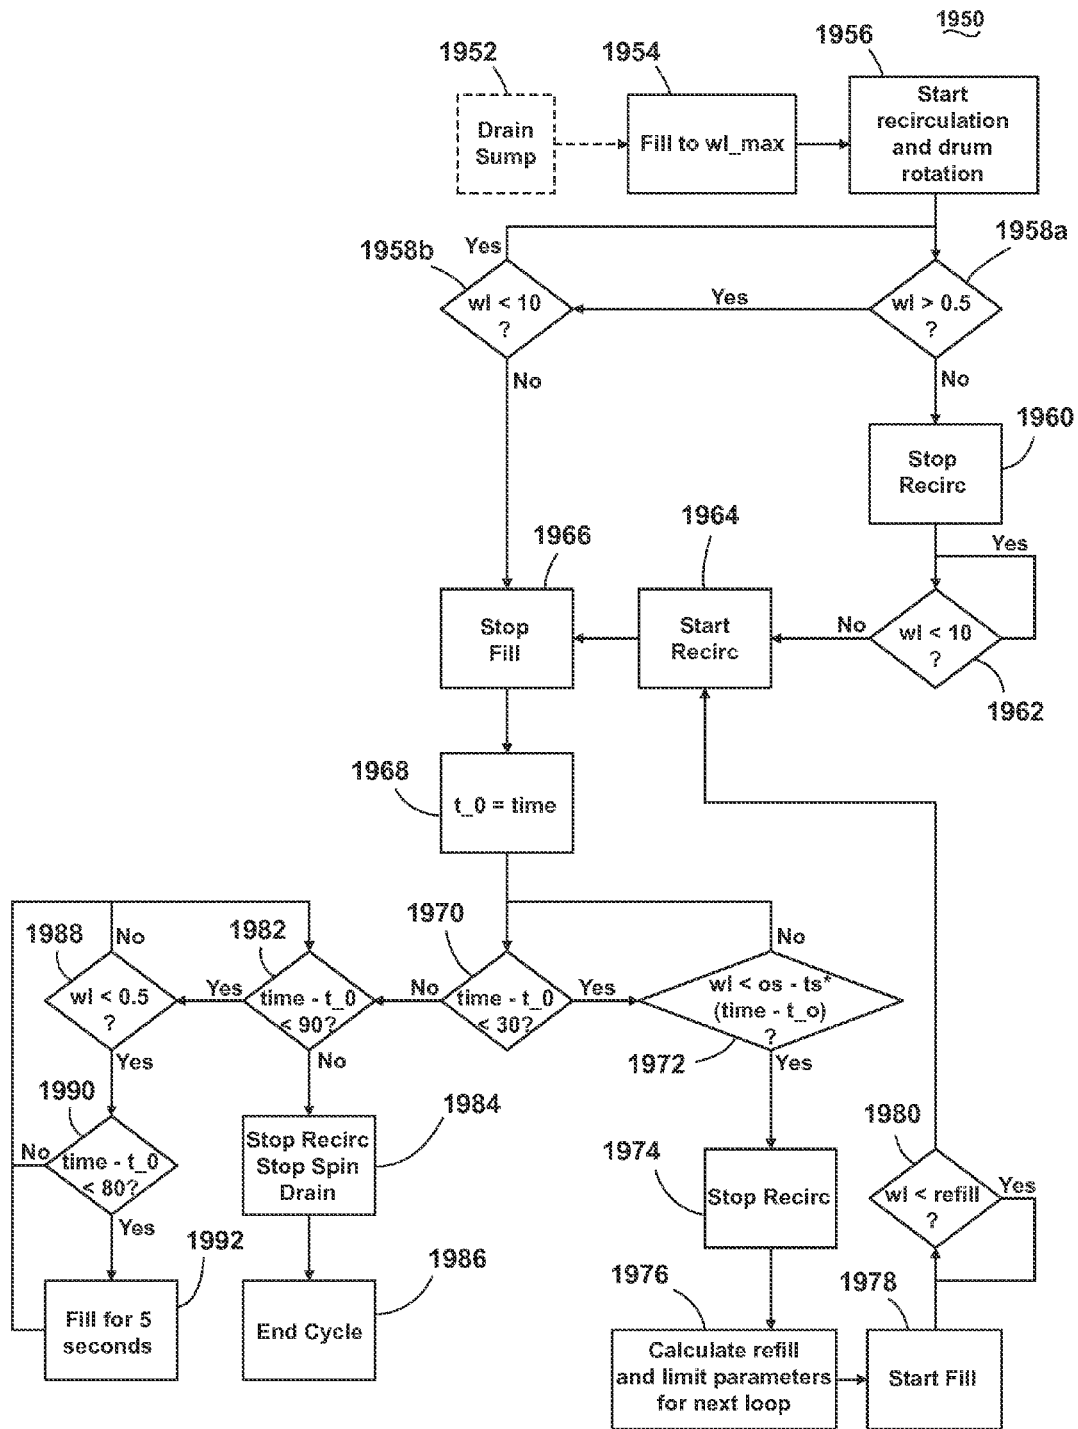 1950
1952
1954
1956
Drain
Sump
Fill to wl_max
Start
recirculation
and drum
rotation
1958b
Yes
1958a
wl < 10
?
Yes
wl > 0.5
?
No
No
1960
Stop
Recirc
1964
1966
Yes
Stop
Fill
Start
Recirc
No
wl < 10
?
1962
1968
t_0 = time
1988
No
1982
1970
No
wl < 0.5
?
Yes
time - t_0
< 90?
No
time - t_0
< 30?
Yes
wl < os - ts*
(time - t_o)
?
1972
Yes
No
Yes
1990
1984
1980
No
time - t_0
< 80?
Stop Recirc
Stop Spin
Drain
1974
Stop Recirc
wl < refill
?
Yes
Yes
1992
1986
1976
1978
Fill for 5
seconds
End Cycle
Calculate refill
and limit parameters
for next loop
Start Fill